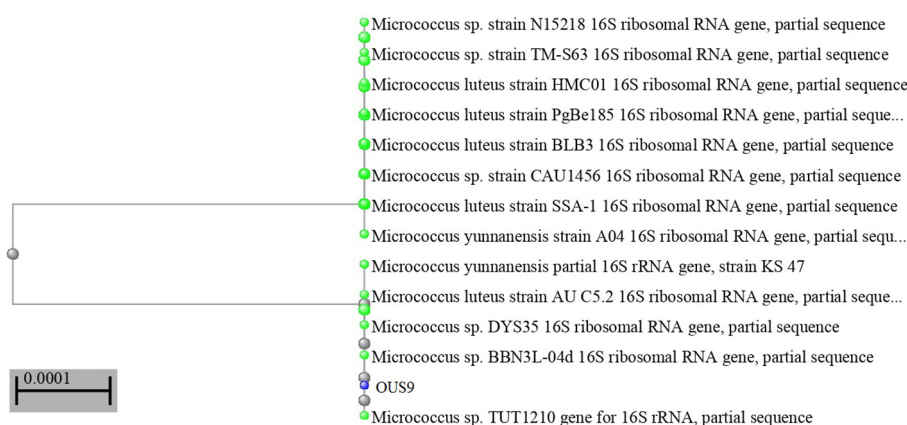 Micrococcus sp. strain N15218 16S ribosomal RNA gene, partial sequence
Micrococcus sp. strain TM-S63 16S ribosomal RNA gene, partial sequence
Micrococcus luteus strain HMC01 16S ribosomal RNA gene, partial sequence
Micrococcus luteus strain PgBe185 16S ribosomal RNA gene, partial seque...
Micrococcus luteus strain BLB3 16S ribosomal RNA gene, partial sequence
Micrococcus sp. strain CAU1456 16S ribosomal RNA gene, partial sequence
Micrococcus luteus strain SSA-1 16S ribosomal RNA gene, partial sequence
Micrococcus yunnanensis strain A04 16S ribosomal RNA gene, partial sequ...
Micrococcus yunnanensis partial 16S rRNA gene, strain KS 47
Micrococcus luteus strain AU C5.2 16S ribosomal RNA gene, partial seque...
Micrococcus sp. DYS35 16S ribosomal RNA gene, partial sequence
Micrococcus sp. BBN3L-04d 16S ribosomal RNA gene, partial sequence
OUS9
Micrococcus sp. TUT1210 gene for 16S rRNA, partial sequence
0.0001